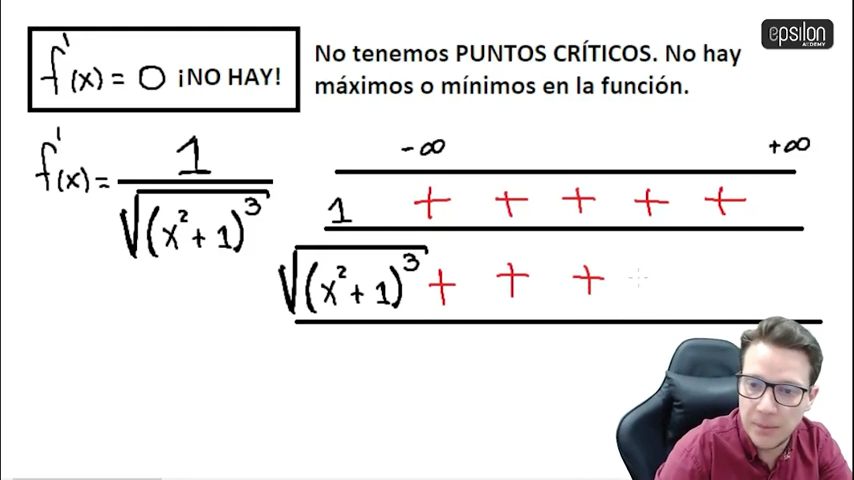 epsilon
ACADEMY
f'(x) = 0 ¡NO HAY!
No tenemos PUNTOS CRÍTICOS. No hay
máximos o mínimos en la función.
f'(x) = 1 / √(x² + 1)³
-∞ +∞
1 + + + + +
√(x² + 1)³ + + +